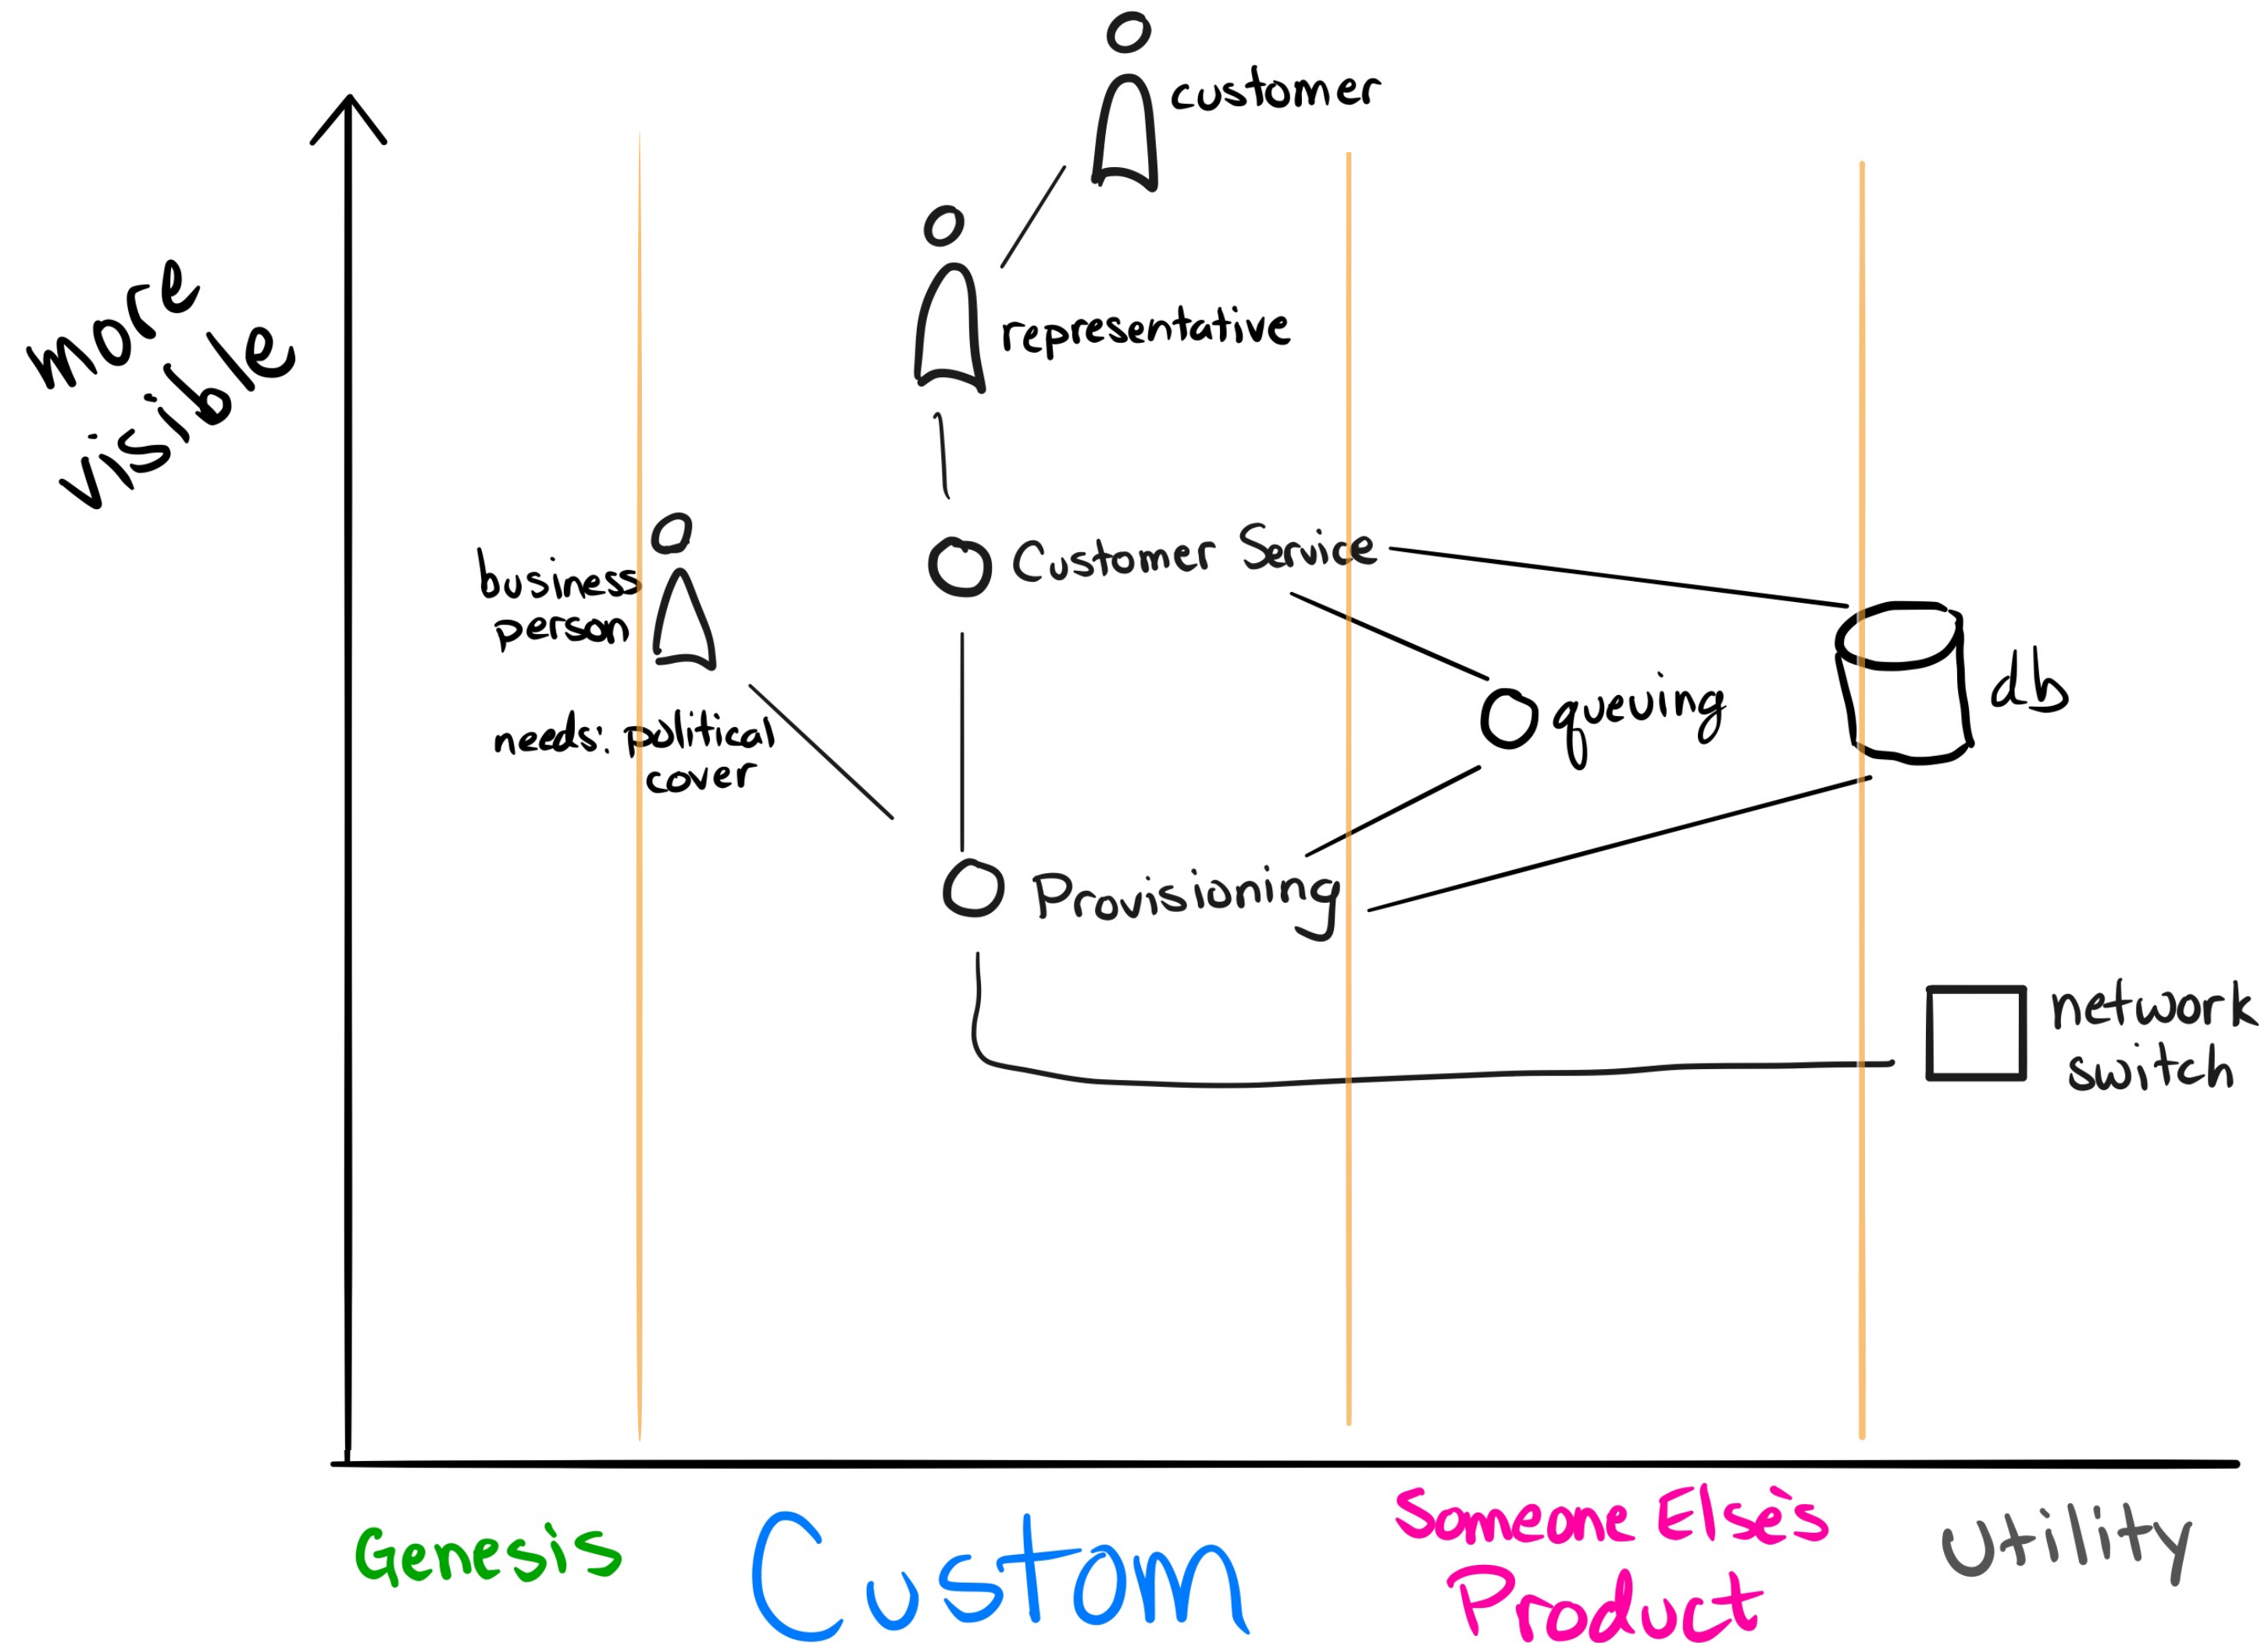 customer
more
visible
representative
Customer Service
business
person
needs: political
cover
queuing
db
Provisioning
network
switch
Genesis
Custom
Someone Else's
Product
Utility